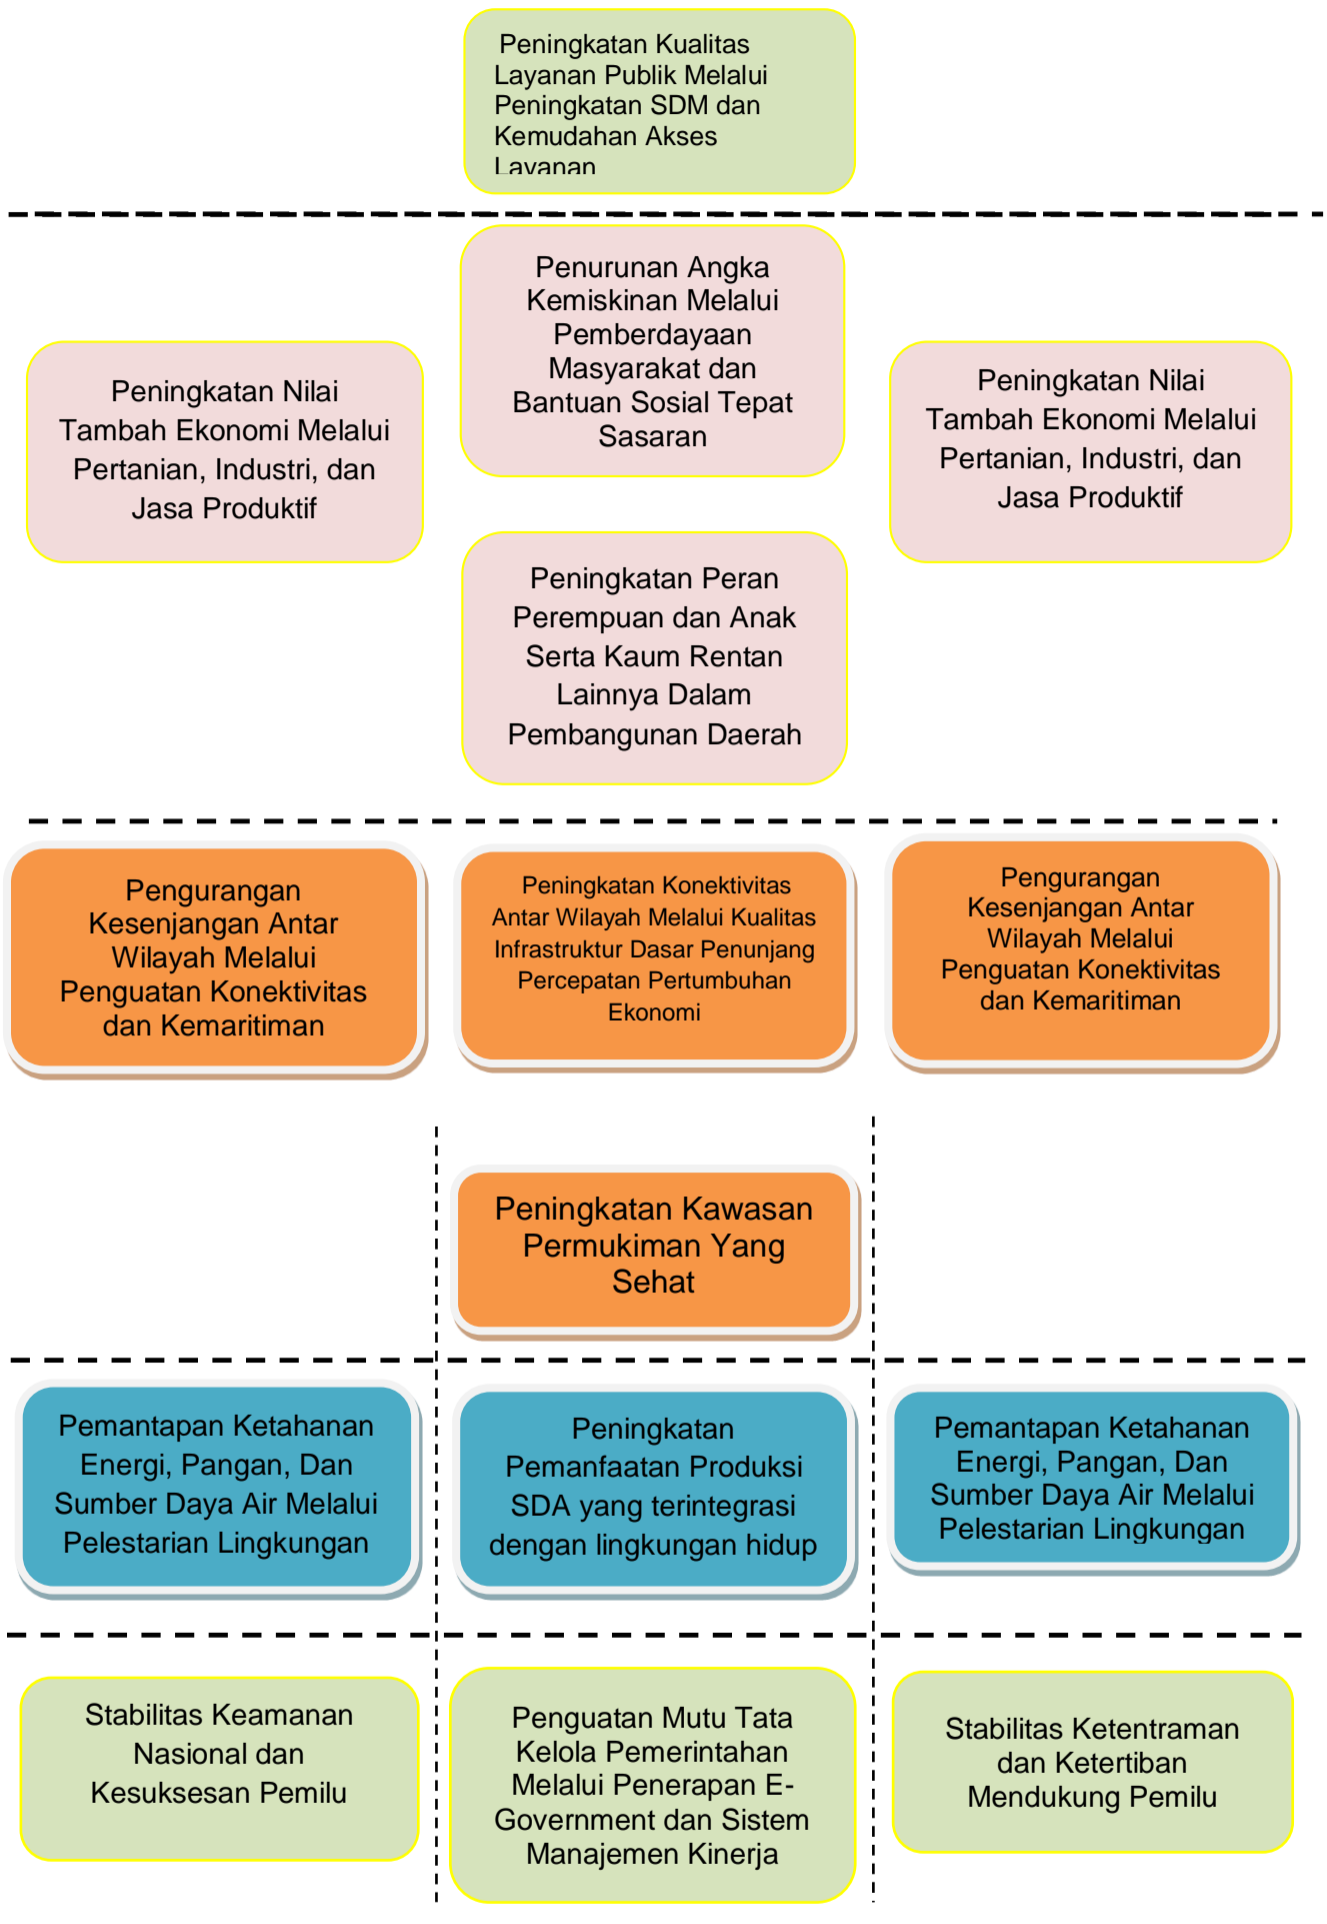 Peningkatan Kualitas
Layanan Publik Melalui
Peningkatan SDM dan
Kemudahan Akses
Layanan
Penurunan Angka
Kemiskinan Melalui
Pemberdayaan
Masyarakat dan
Bantuan Sosial Tepat
Sasaran
Peningkatan Nilai
Tambah Ekonomi Melalui
Pertanian, Industri, dan
Jasa Produktif
Peningkatan Nilai
Tambah Ekonomi Melalui
Pertanian, Industri, dan
Jasa Produktif
Peningkatan Peran
Perempuan dan Anak
Serta Kaum Rentan
Lainnya Dalam
Pembangunan Daerah
Pengurangan
Kesenjangan Antar
Wilayah Melalui
Penguatan Konektivitas
dan Kemaritiman
Peningkatan Konektivitas
Antar Wilayah Melalui Kualitas
Infrastruktur Dasar Penunjang
Percepatan Pertumbuhan
Ekonomi
Pengurangan
Kesenjangan Antar
Wilayah Melalui
Penguatan Konektivitas
dan Kemaritiman
Peningkatan Kawasan
Permukiman Yang
Sehat
Pemantapan Ketahanan
Energi, Pangan, Dan
Sumber Daya Air Melalui
Pelestarian Lingkungan
Peningkatan
Pemanfaatan Produksi
SDA yang terintegrasi
dengan lingkungan hidup
Pemantapan Ketahanan
Energi, Pangan, Dan
Sumber Daya Air Melalui
Pelestarian Lingkungan
Stabilitas Keamanan
Nasional dan
Kesuksesan Pemilu
Penguatan Mutu Tata
Kelola Pemerintahan
Melalui Penerapan E-
Government dan Sistem
Manajemen Kinerja
Stabilitas Ketentraman
dan Ketertiban
Mendukung Pemilu